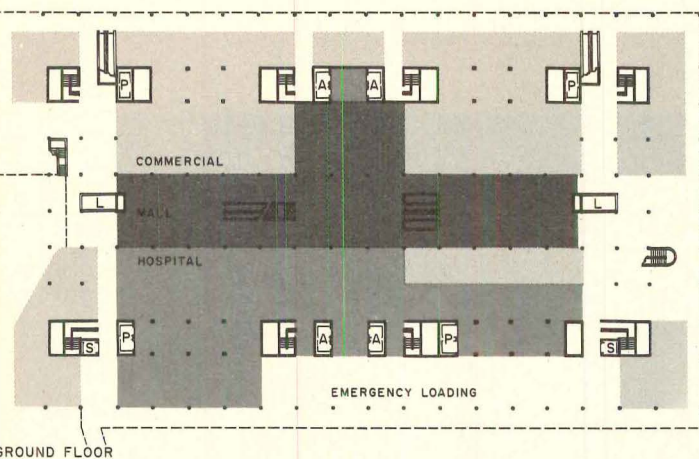 P A A P
COMMERCIAL
L MALL L
HOSPITAL
S P A A P S
EMERGENCY LOADING
GROUND FLOOR